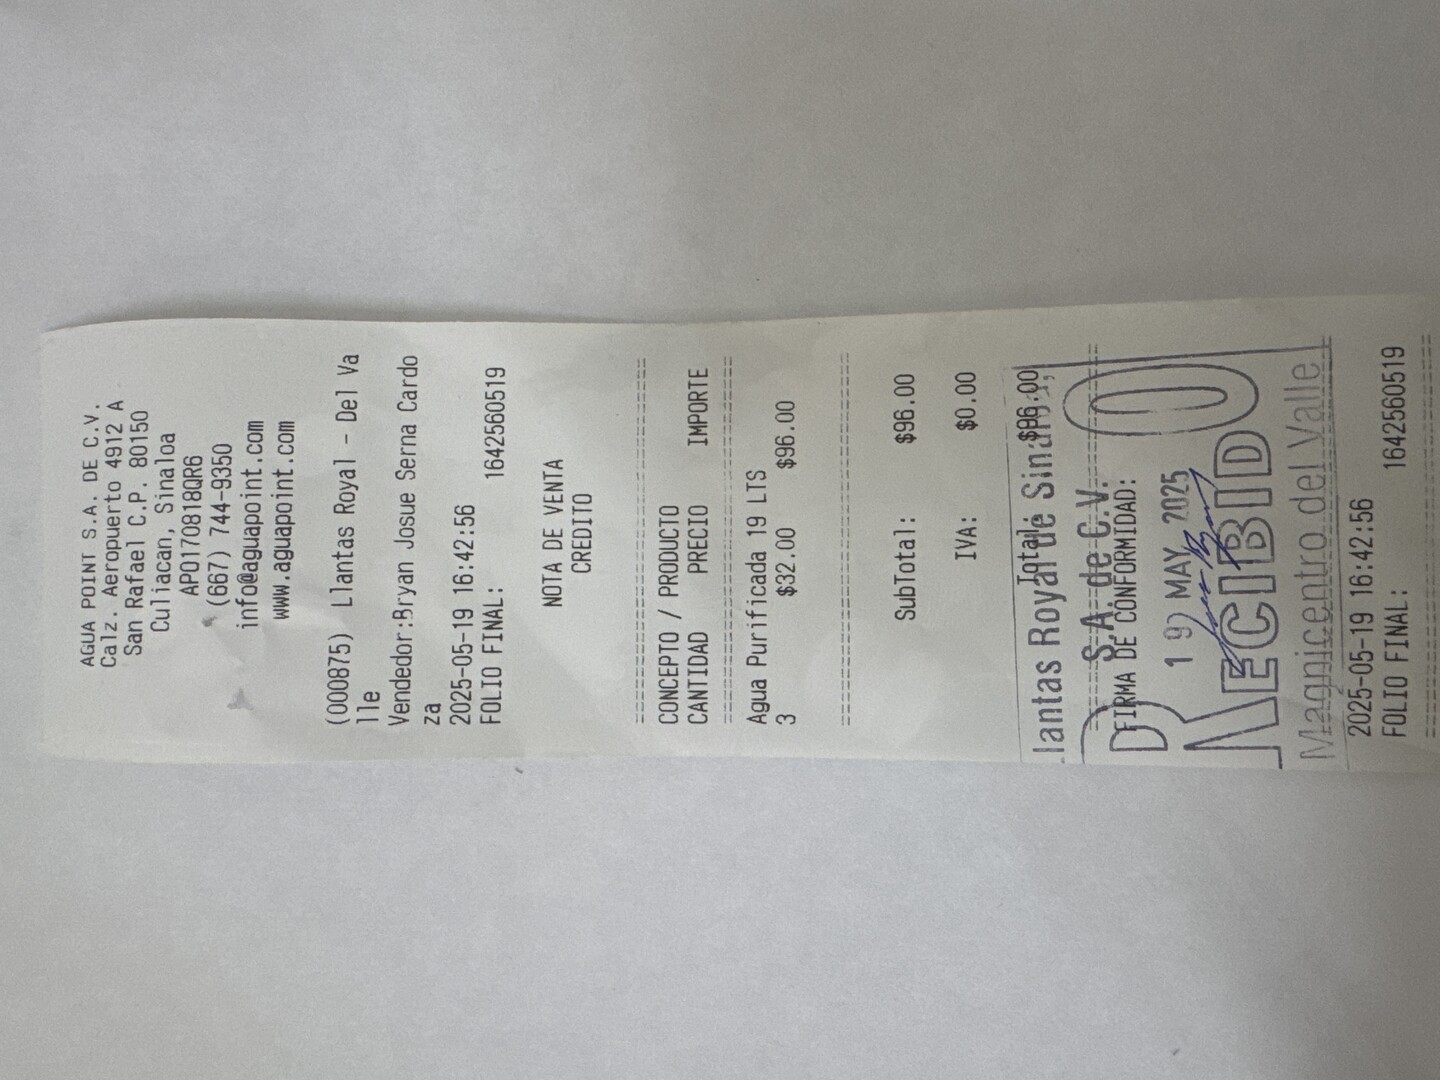 AGUA POINT S.A. DE C.V.
Calz. Aeropuerto 4912 A
San Rafael C.P. 80150
Culiacan, Sinaloa
APO170818QR6
(667) 744-9350
info@aguapoint.com
www.aguapoint.com
(000875) Llantas Royal - Del Va
lle
Vendedor:Bryan Josue Serna Cardo
za
2025-05-19 16:42:56
FOLIO FINAL: 1642560519
NOTA DE VENTA
CREDITO
================================
CONCEPTO / PRODUCTO
CANTIDAD PRECIO IMPORTE
================================
Agua Purificada 19 LTS
3 $32.00 $96.00
================================
SubTotal: $96.00
IVA: $0.00
Total: $96.00
lantas Royal de Sinaloa,
S.A. de C.V.
================================
FIRMA DE CONFORMIDAD:
19 MAY 2025
RECIBIDO
Magnicentro del Valle
================================
2025-05-19 16:42:56
FOLIO FINAL: 1642560519
================================